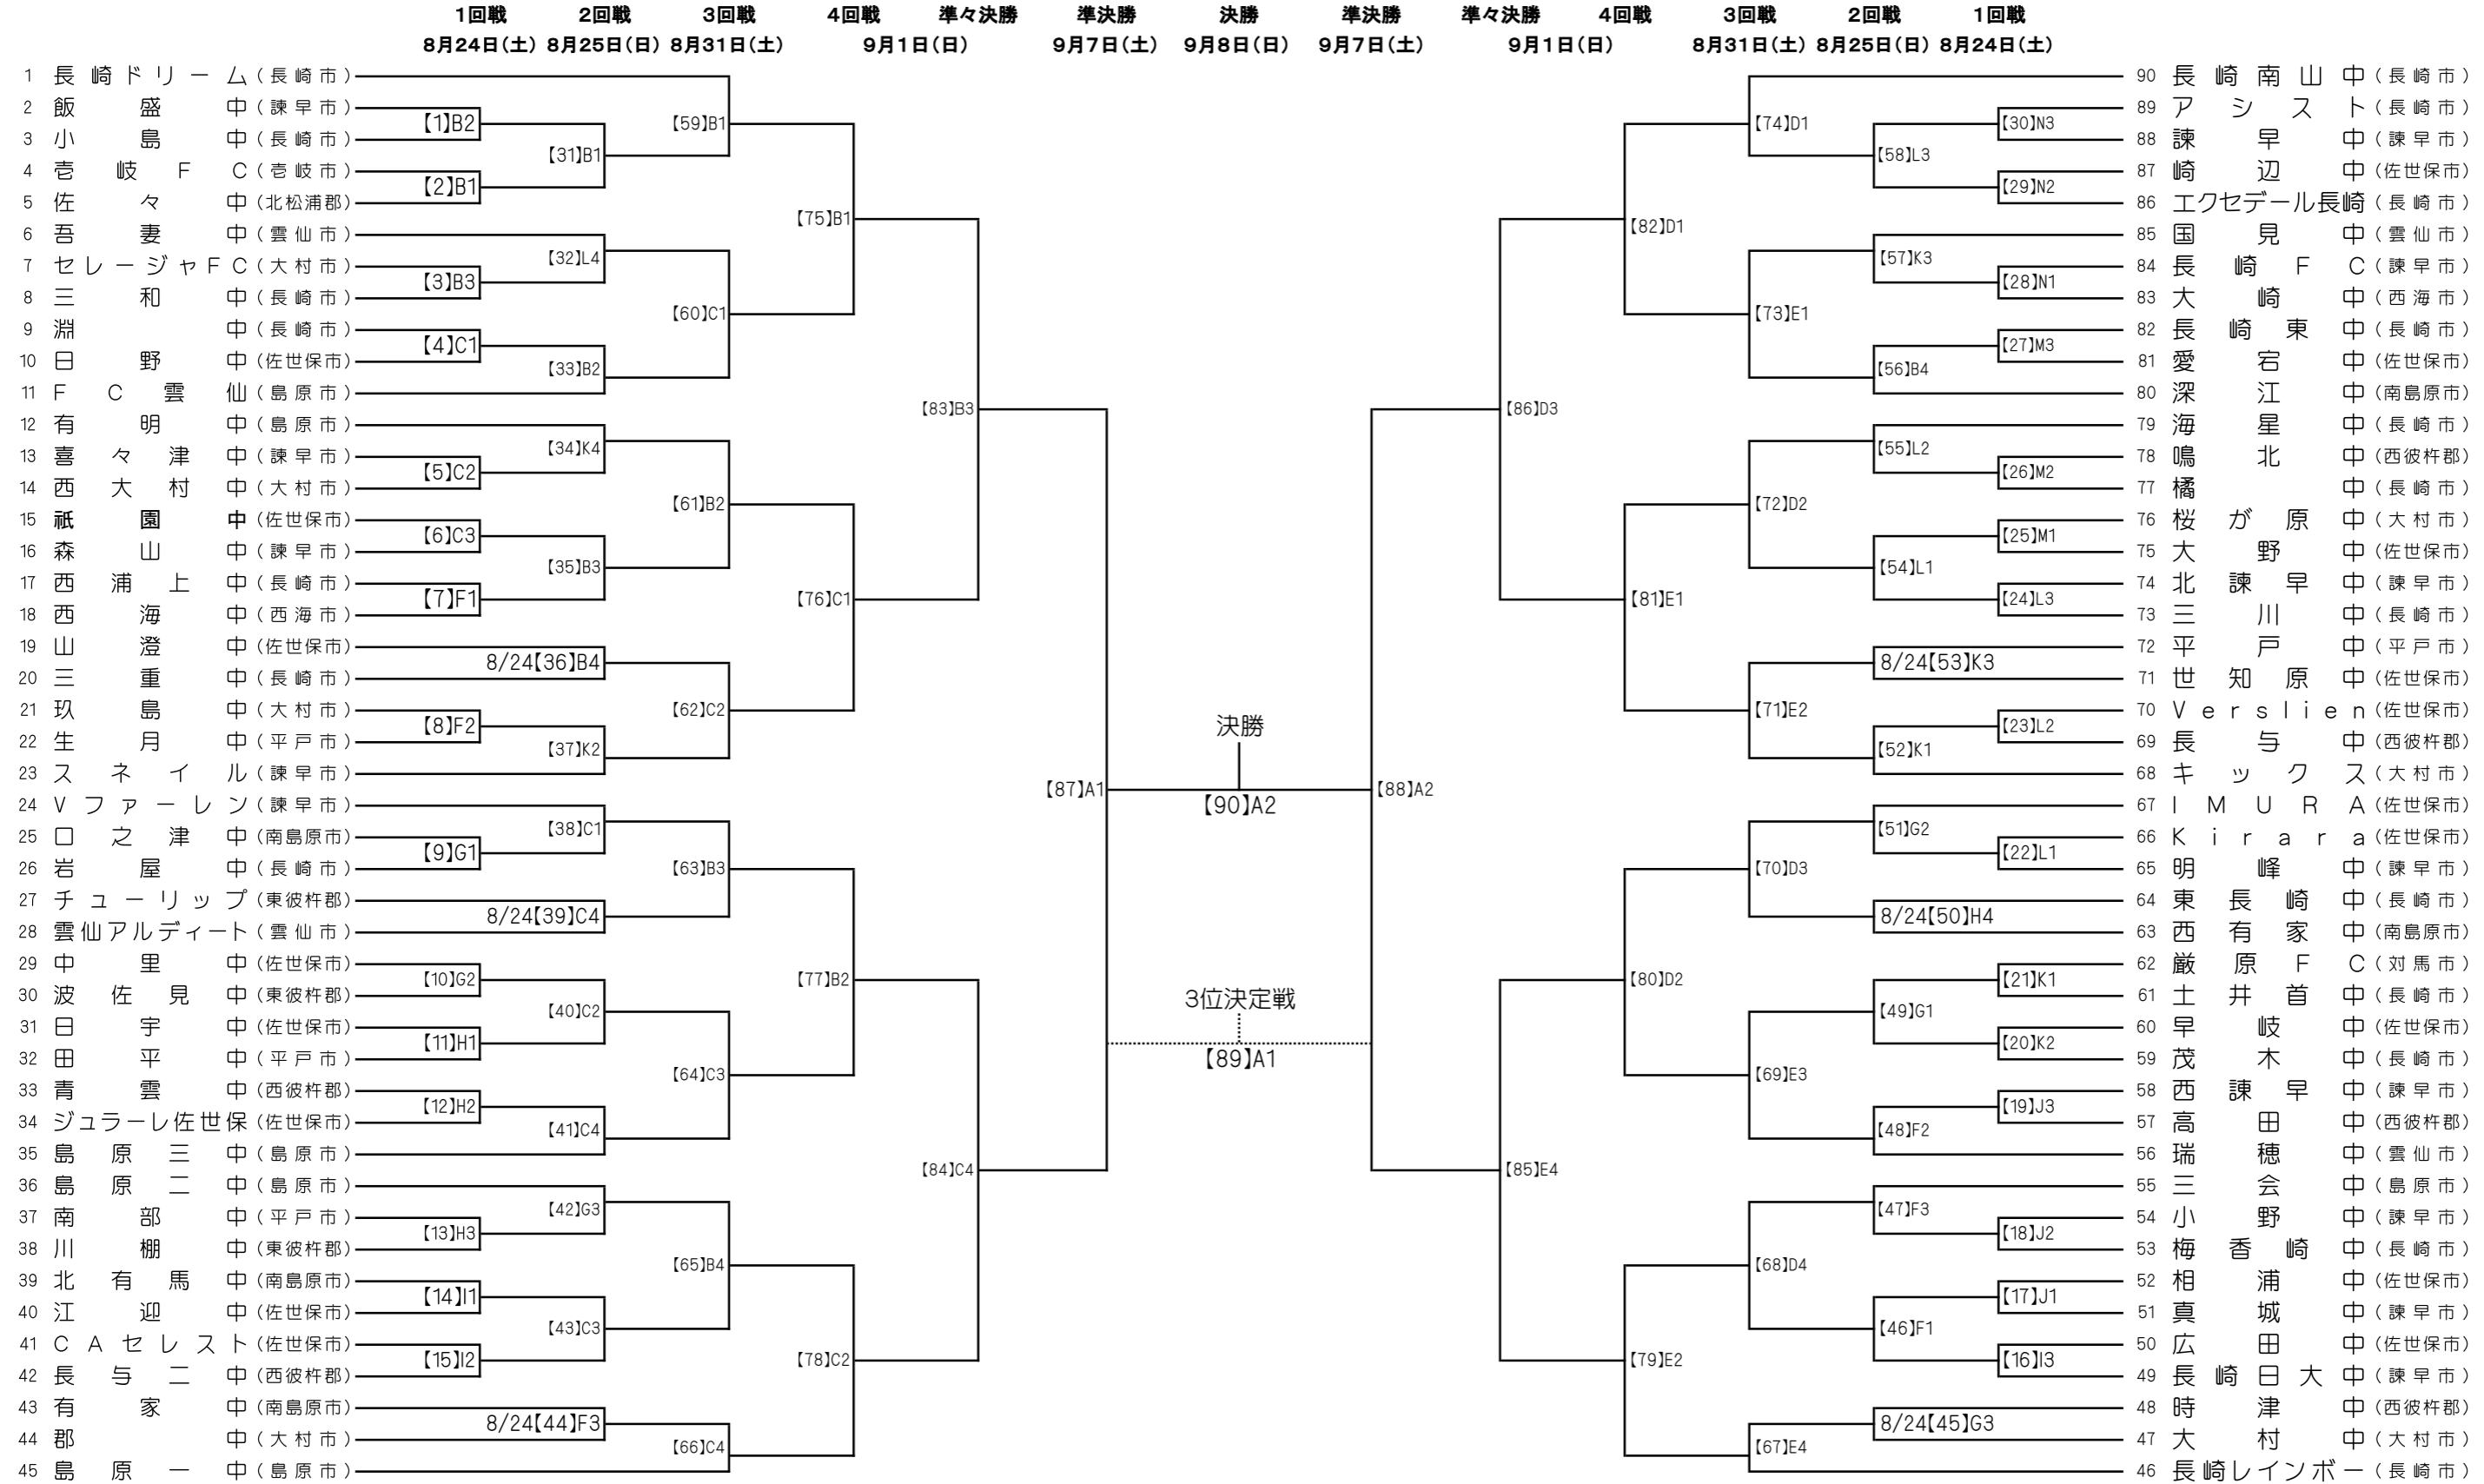 1回戦 2回戦 3回戦 4回戦 準々決勝 準決勝 決勝 準決勝 準々決勝 4回戦 3回戦 2回戦 1回戦
8月24日(土) 8月25日(日) 8月31日(土) 9月1日(日) 9月7日(土) 9月8日(日) 9月7日(土) 9月1日(日) 8月31日(土) 8月25日(日) 8月24日(土)
1 長崎ドリーム(長崎市) 90 長崎南山中(長崎市)
2 飯盛中(諫早市) 89 アシスト(長崎市)
【1】B2 【59】B1 【74】D1 【30】N3
3 小島中(長崎市) 88 諫早中(諫早市)
【31】B1 【58】L3
4 壱岐FC(壱岐市) 87 崎辺中(佐世保市)
【2】B1 【29】N2
5 佐々中(北松浦郡) 86 エクセデール長崎(長崎市)
【75】B1 【82】D1
6 吾妻中(雲仙市) 85 国見中(雲仙市)
【32】L4 【57】K3
7 セレージャFC(大村市) 84 長崎FC(諫早市)
【3】B3 【28】N1
8 三和中(長崎市) 83 大崎中(西海市)
【60】C1 【73】E1
9 淵中(長崎市) 82 長崎東中(長崎市)
【4】C1 【27】M3
10 日野中(佐世保市) 81 愛宕中(佐世保市)
【33】B2 【56】B4
11 FC雲仙(島原市) 80 深江中(南島原市)
【83】B3 【86】D3
12 有明中(島原市) 79 海星中(長崎市)
【34】K4 【55】L2
13 喜々津中(諫早市) 78 鳴北中(西彼杵郡)
【5】C2 【26】M2
14 西大村中(大村市) 77 橘中(長崎市)
【61】B2 【72】D2
15 祇園中(佐世保市) 76 桜が原中(大村市)
【6】C3 【25】M1
16 森山中(諫早市) 75 大野中(佐世保市)
【35】B3 【54】L1
17 西浦上中(長崎市) 74 北諫早中(諫早市)
【7】F1 【76】C1 【81】E1 【24】L3
18 西海中(西海市) 73 三川中(長崎市)
19 山澄中(佐世保市) 72 平戸中(平戸市)
8/24【36】B4 8/24【53】K3
20 三重中(長崎市) 71 世知原中(佐世保市)
21 玖島中(大村市) 【62】C2 【71】E2 70 Verslien(佐世保市)
【8】F2 決勝 【23】L2
22 生月中(平戸市) 69 長与中(西彼杵郡)
【37】K2 【52】K1
23 スネイル(諫早市) 68 キックス(大村市)
【87】A1 【88】A2
24 Vファーレン(諫早市) 【90】A2 67 IMURA(佐世保市)
【38】C1 【51】G2
25 口之津中(南島原市) 66 Kirara(佐世保市)
【9】G1 【22】L1
26 岩屋中(長崎市) 【63】B3 【70】D3 65 明峰中(諫早市)
27 チューリップ(東彼杵郡) 64 東長崎中(長崎市)
8/24【39】C4 8/24【50】H4
28 雲仙アルディート(雲仙市) 63 西有家中(南島原市)
29 中里中(佐世保市) 62 厳原FC(対馬市)
【10】G2 【77】B2 【80】D2 【21】K1
30 波佐見中(東彼杵郡) 3位決定戦 61 土井首中(長崎市)
【40】C2 【49】G1
31 日宇中(佐世保市) 60 早岐中(佐世保市)
【11】H1 【20】K2
32 田平中(平戸市) 【89】A1 59 茂木中(長崎市)
【64】C3 【69】E3
33 青雲中(西彼杵郡) 58 西諫早中(諫早市)
【12】H2 【19】J3
34 ジュラーレ佐世保(佐世保市) 57 高田中(西彼杵郡)
【41】C4 【48】F2
35 島原三中(島原市) 56 瑞穂中(雲仙市)
【84】C4 【85】E4
36 島原二中(島原市) 55 三会中(島原市)
【42】G3 【47】F3
37 南部中(平戸市) 54 小野中(諫早市)
【13】H3 【18】J2
38 川棚中(東彼杵郡) 53 梅香崎中(長崎市)
【65】B4 【68】D4
39 北有馬中(南島原市) 52 相浦中(佐世保市)
【14】I1 【17】J1
40 江迎中(佐世保市) 51 真城中(諫早市)
【43】C3 【46】F1
41 CAセレスト(佐世保市) 50 広田中(佐世保市)
【15】I2 【78】C2 【79】E2 【16】I3
42 長与二中(西彼杵郡) 49 長崎日大中(諫早市)
43 有家中(南島原市) 48 時津中(西彼杵郡)
8/24【44】F3 8/24【45】G3
44 郡中(大村市) 47 大村中(大村市)
【66】C4 【67】E4
45 島原一中(島原市) 46 長崎レインボー(長崎市)